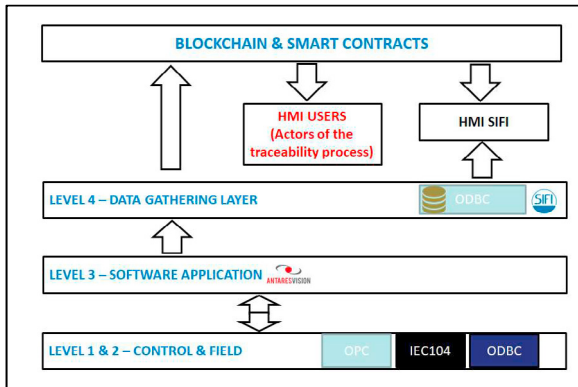 BLOCKCHAIN & SMART CONTRACTS
HMI USERS
(Actors of the
traceability process)
HMI SIFI
LEVEL 4 – DATA GATHERING LAYER
ODBC
SIFI
LEVEL 3 – SOFTWARE APPLICATION
ANTARESVISION
LEVEL 1 & 2 – CONTROL & FIELD
OPC
IEC104
ODBC